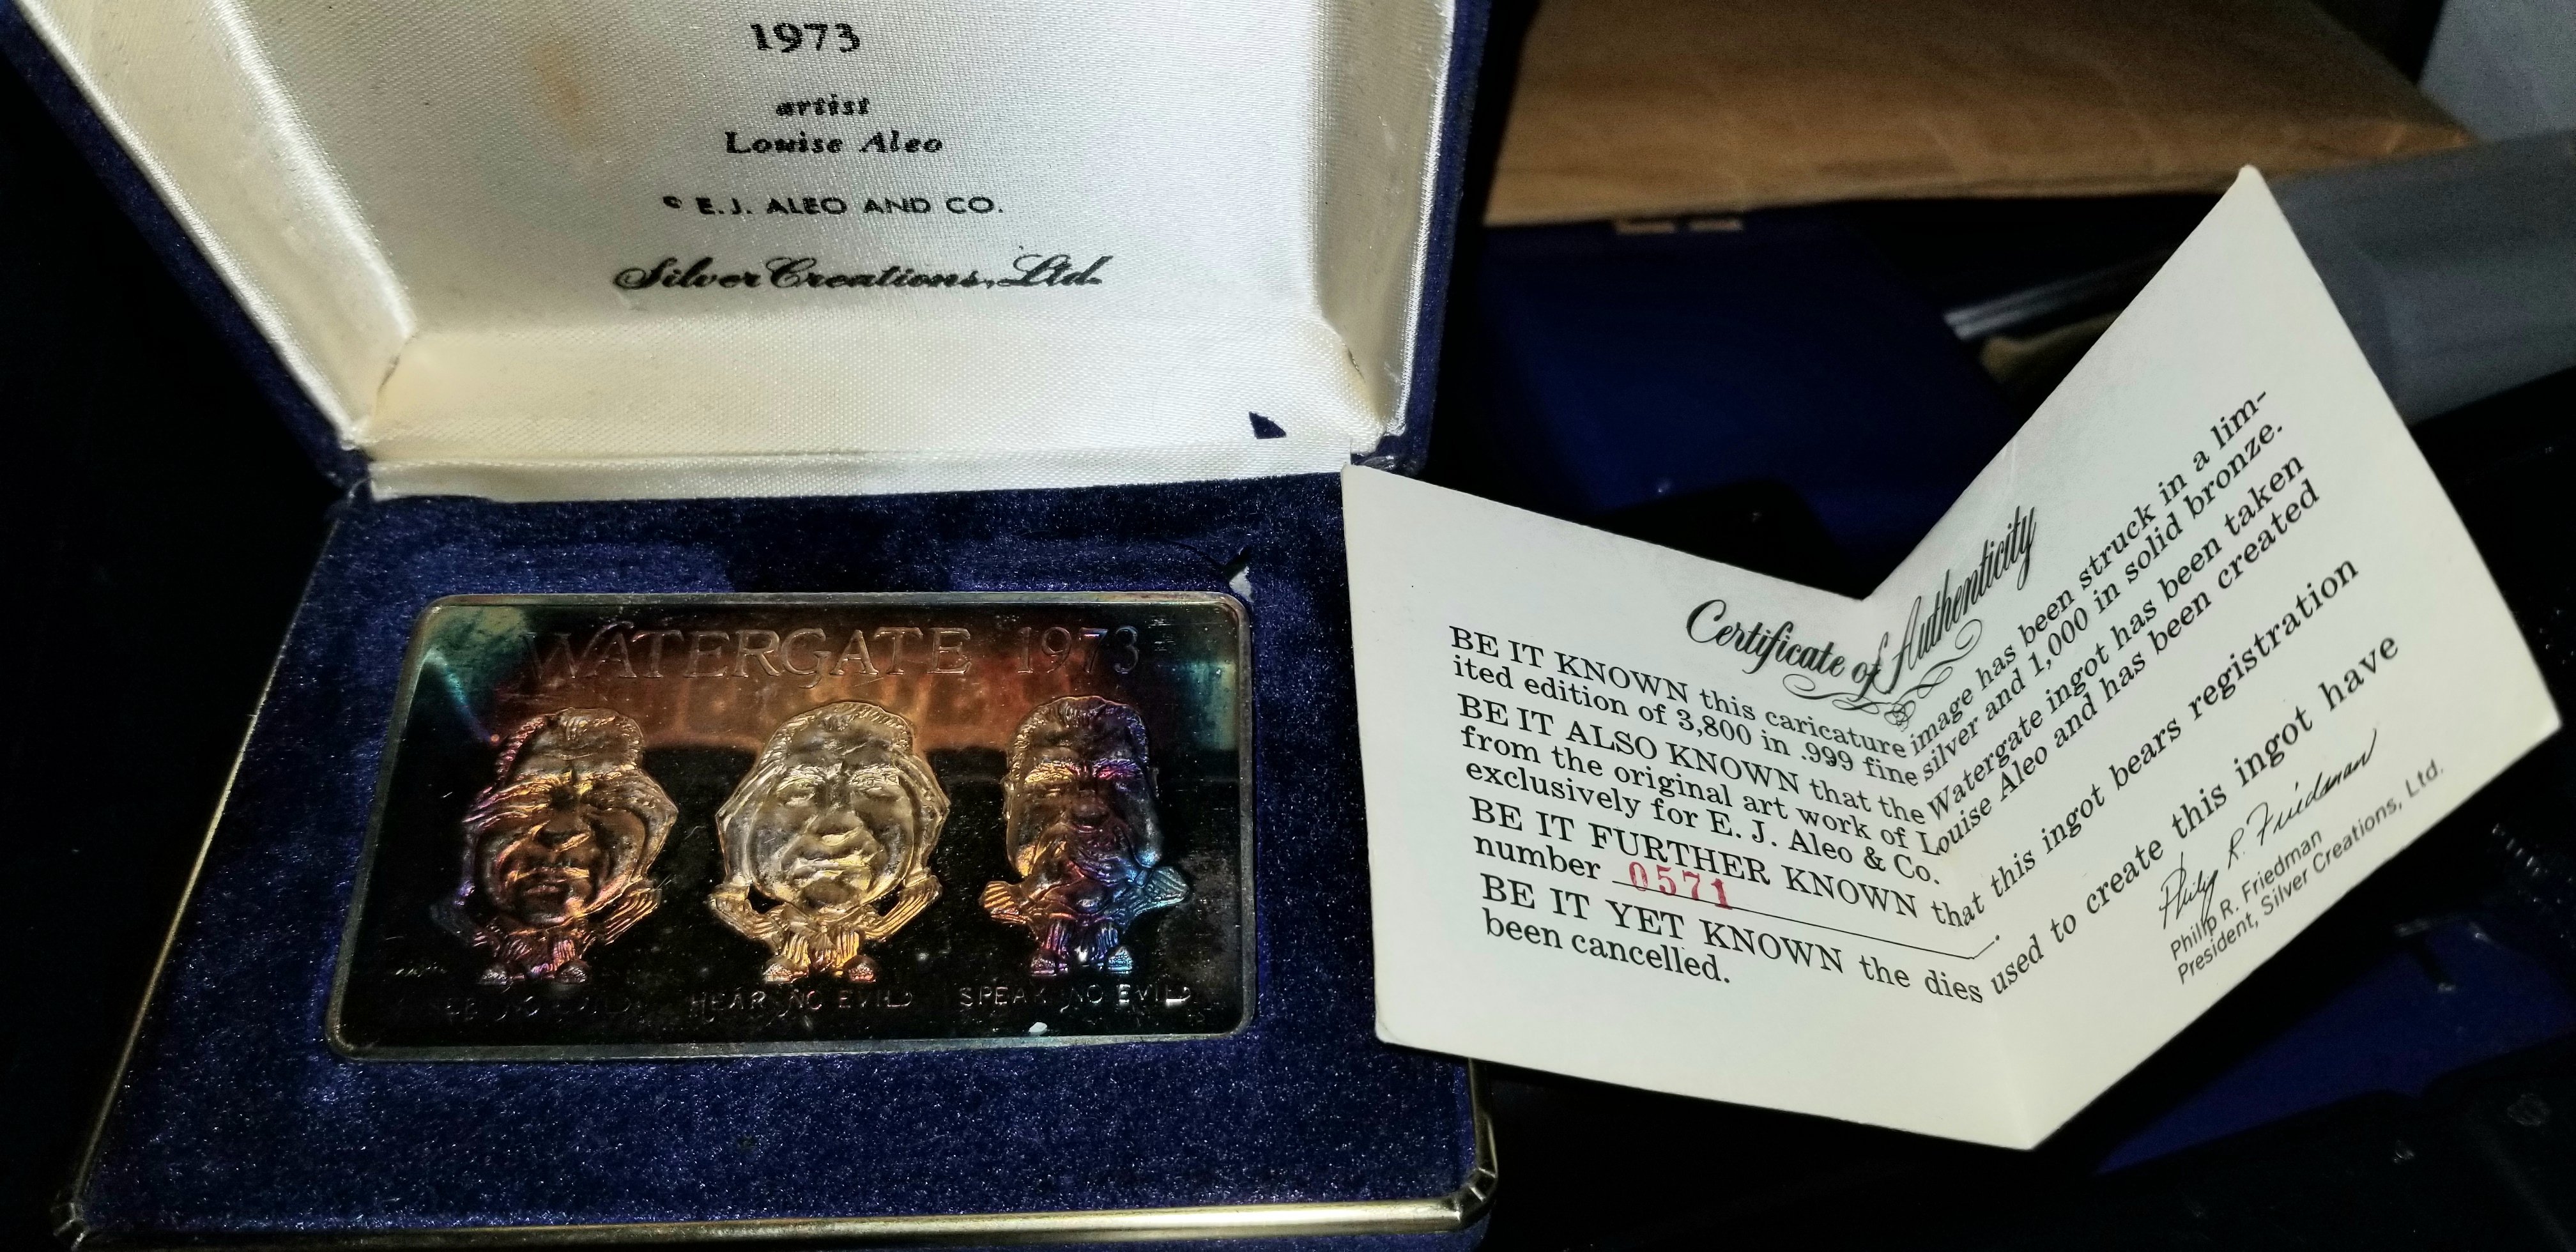 1973
artist
Louise Aleo
© E.J. ALEO AND CO.
Silver Creations, Ltd.
WATERGATE 1973
NO
HEAR NO EVIL
SPEAK NO EVIL
Certificate of Authenticity
BE IT KNOWN this caricature image has been struck in a lim-
ited edition of 3,800 in .999 fine silver and 1,000 in solid bronze.
BE IT ALSO KNOWN that the Watergate ingot has been taken
from the original art work of Louise Aleo and has been created
exclusively for E. J. Aleo & Co.
BE IT FURTHER KNOWN that this ingot bears registration
number 0571.
BE IT YET KNOWN the dies used to create this ingot have
been cancelled.
Philip R. Friedman
Philip R. Friedman
President, Silver Creations, Ltd.